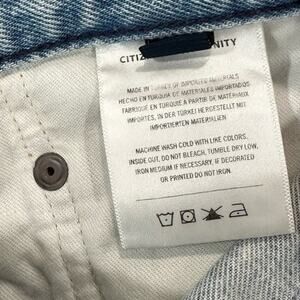 CITIZ NITY
MADE IN TURKEY OF IMPORTED MATERIALS
HECHO EN TURQUIA DE MATERIALES IMPORTADOS
FABRIQUÉ EN TURQUIE A PARTIR DE MATÉRIAUX
IMPORTES, IN DER TÜRKEI HERGESTELLT MIT
IMPORTIERTEN MATERIALIEN
MACHINE WASH COLD WITH LIKE COLORS,
INSIDE OUT, DO NOT BLEACH, TUMBLE DRY LOW,
IRON MEDIUM IF NECESSARY, IF DECORATED
OR PRINTED DO NOT IRON.